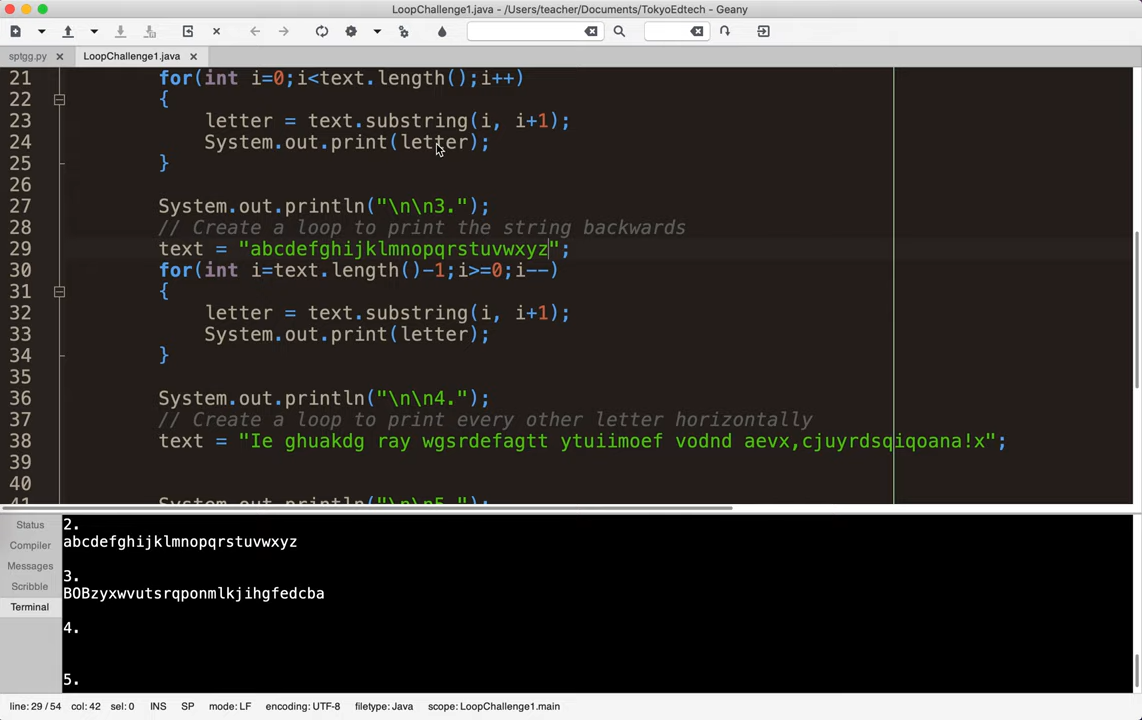 LoopChallenge1.java - /Users/teacher/Documents/TokyoEdtech - Geany
sptgg.py LoopChallenge1.java
21 for(int i=0;i<text.length();i++)
22 {
23 letter = text.substring(i, i+1);
24 System.out.print(letter);
25 }
26
27 System.out.println("\n\n3.");
28 // Create a loop to print the string backwards
29 text = "abcdefghijklmnopqrstuvwxyz";
30 for(int i=text.length()-1;i>=0;i--)
31 {
32 letter = text.substring(i, i+1);
33 System.out.print(letter);
34 }
35
36 System.out.println("\n\n4.");
37 // Create a loop to print every other letter horizontally
38 text = "Ie ghuakdg ray wgsrdefagtt ytuiimoef vodnd aevx,cjuyrdsqiqoana!x";
39
40
41 System.out.println("\n\n5.");
Status
Compiler
Messages
Scribble
Terminal
2.
abcdefghijklmnopqrstuvwxyz
3.
BOBzyxwvutsrqponmlkjihgfedcba
4.
5.
line: 29 / 54 col: 42 sel: 0 INS SP mode: LF encoding: UTF-8 filetype: Java scope: LoopChallenge1.main